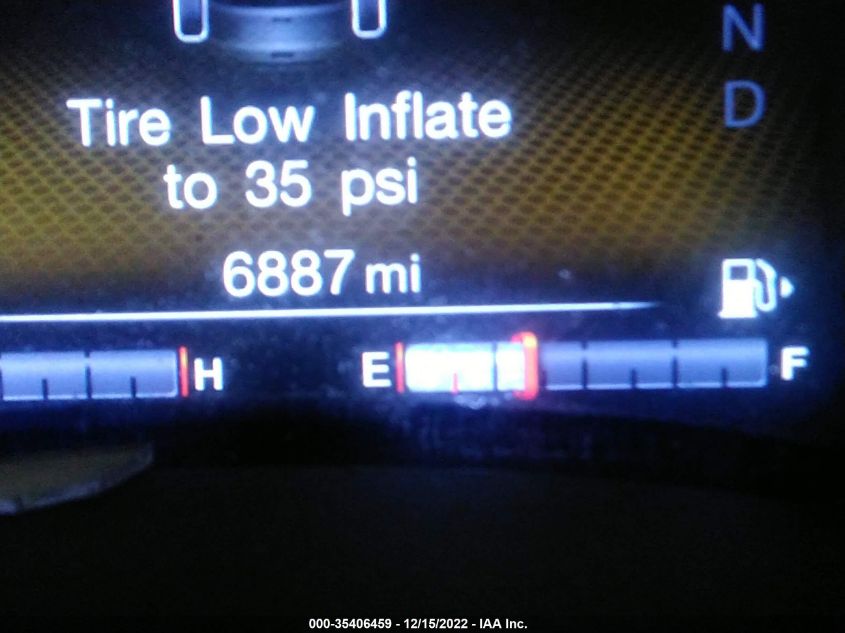 N
D
Tire Low Inflate
to 35 psi
6887 mi
H E F
000-35406459 - 12/15/2022 - IAA Inc.